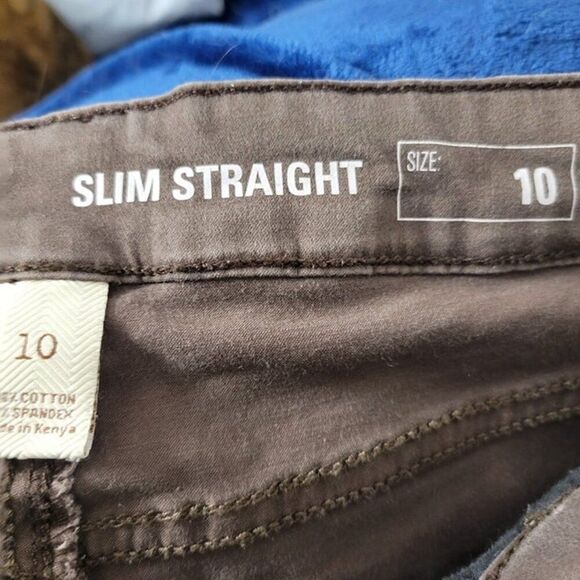 SLIM STRAIGHT
SIZE:
10
10
% COTTON
% SPANDEX
de in Kenya